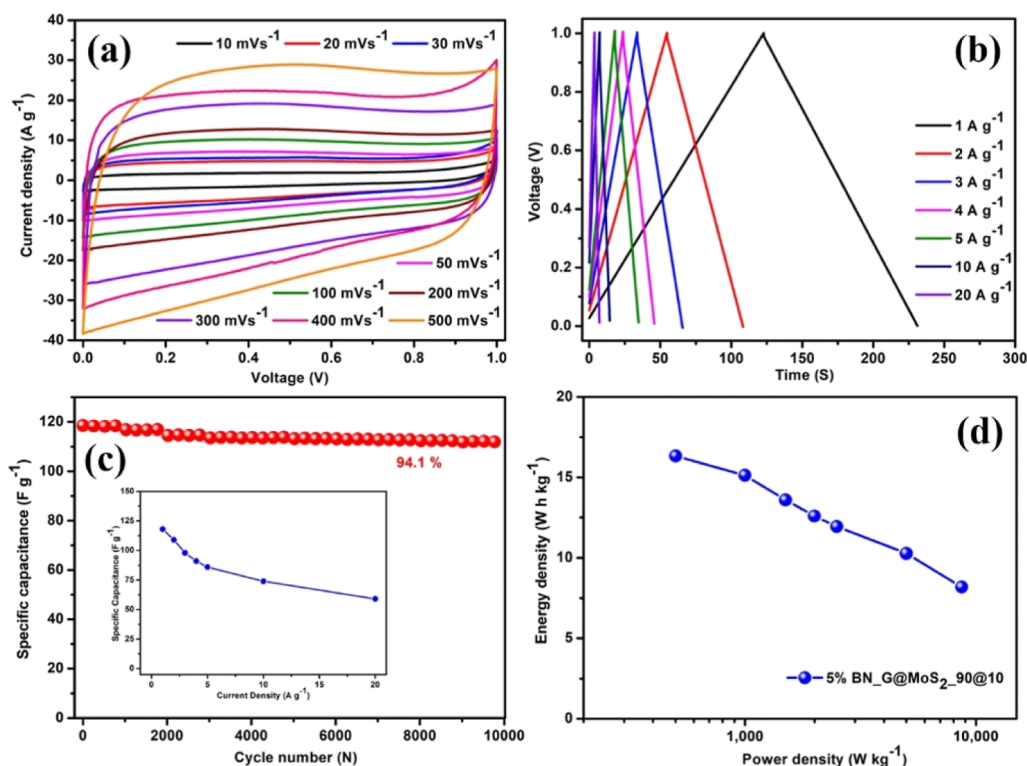 (a)
10 mVs⁻¹ 20 mVs⁻¹ 30 mVs⁻¹
50 mVs⁻¹
100 mVs⁻¹ 200 mVs⁻¹
300 mVs⁻¹ 400 mVs⁻¹ 500 mVs⁻¹
Current density (A g⁻¹)
40
30
20
10
0
-10
-20
-30
-40
0.0 0.2 0.4 0.6 0.8 1.0
Voltage (V)
(b)
1 A g⁻¹
2 A g⁻¹
3 A g⁻¹
4 A g⁻¹
5 A g⁻¹
10 A g⁻¹
20 A g⁻¹
Voltage (V)
1.0
0.8
0.6
0.4
0.2
0.0
0 50 100 150 200 250 300
Time (S)
(c)
94.1 %
Specific capacitance (F g⁻¹)
120
100
80
60
40
20
0
0 2000 4000 6000 8000 10000
Cycle number (N)
Specific Capacitance (F g⁻¹)
150
125
100
75
50
25
0
0 5 10 15 20
Current Density (A g⁻¹)
(d)
Energy density (W h kg⁻¹)
20
15
10
5
0
5% BN_G@MoS₂_90@10
1,000 10,000
Power density (W kg⁻¹)